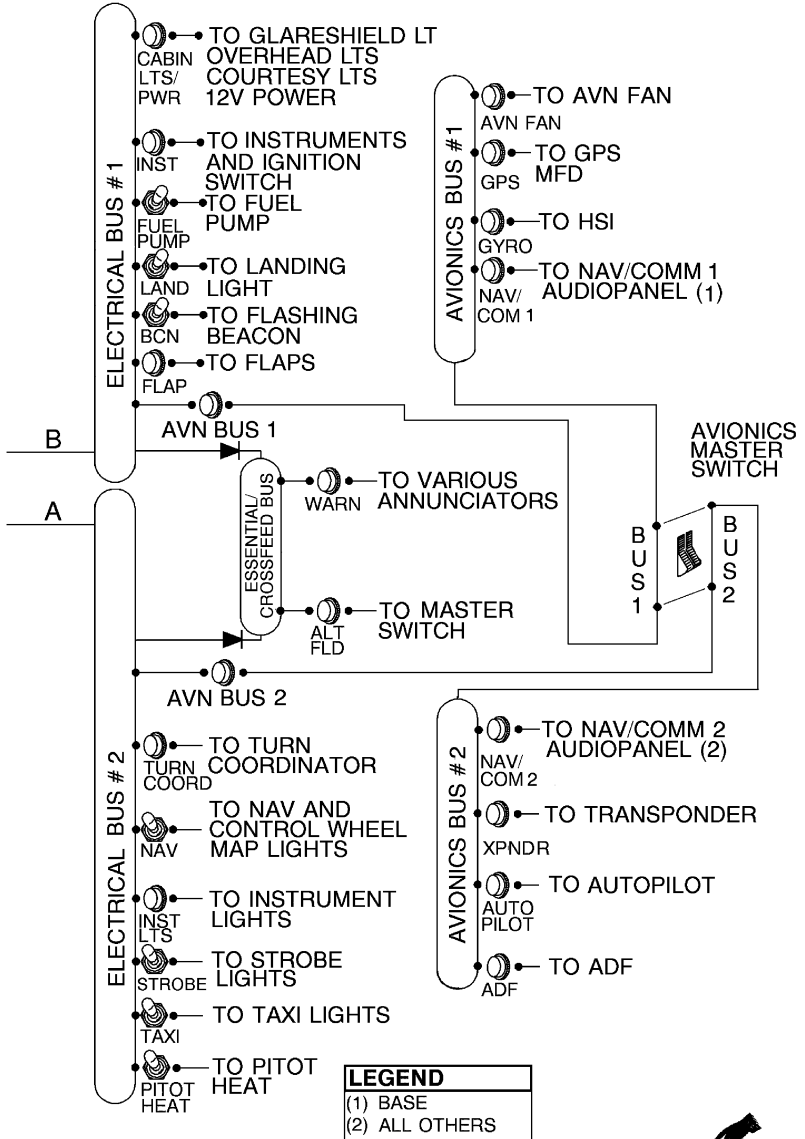 TO GLARESHIELD LT
OVERHEAD LTS
COURTESY LTS
12V POWER
CABIN
LTS/
PWR
TO INSTRUMENTS
AND IGNITION
SWITCH
INST
TO FUEL
PUMP
FUEL
PUMP
TO LANDING
LIGHT
LAND
TO FLASHING
BEACON
BCN
TO FLAPS
FLAP
ELECTRICAL BUS #1
AVN BUS 1
B
A
ESSENTIAL/
CROSSFEED BUS
WARN
TO VARIOUS
ANNUNCIATORS
ALT
FLD
TO MASTER
SWITCH
AVN BUS 2
ELECTRICAL BUS #2
TO TURN
COORDINATOR
TURN
COORD
TO NAV AND
CONTROL WHEEL
MAP LIGHTS
NAV
TO INSTRUMENT
LIGHTS
INST
LTS
TO STROBE
LIGHTS
STROBE
TO TAXI LIGHTS
TAXI
TO PITOT
HEAT
PITOT
HEAT
AVIONICS BUS #1
TO AVN FAN
AVN FAN
TO GPS
MFD
GPS
TO HSI
GYRO
TO NAV/COMM 1
AUDIOPANEL (1)
NAV/
COM 1
AVIONICS
MASTER
SWITCH
BUS 1
BUS 2
AVIONICS BUS #2
TO NAV/COMM 2
AUDIOPANEL (2)
NAV/
COM 2
TO TRANSPONDER
XPNDR
TO AUTOPILOT
AUTO
PILOT
TO ADF
ADF
LEGEND
(1) BASE
(2) ALL OTHERS